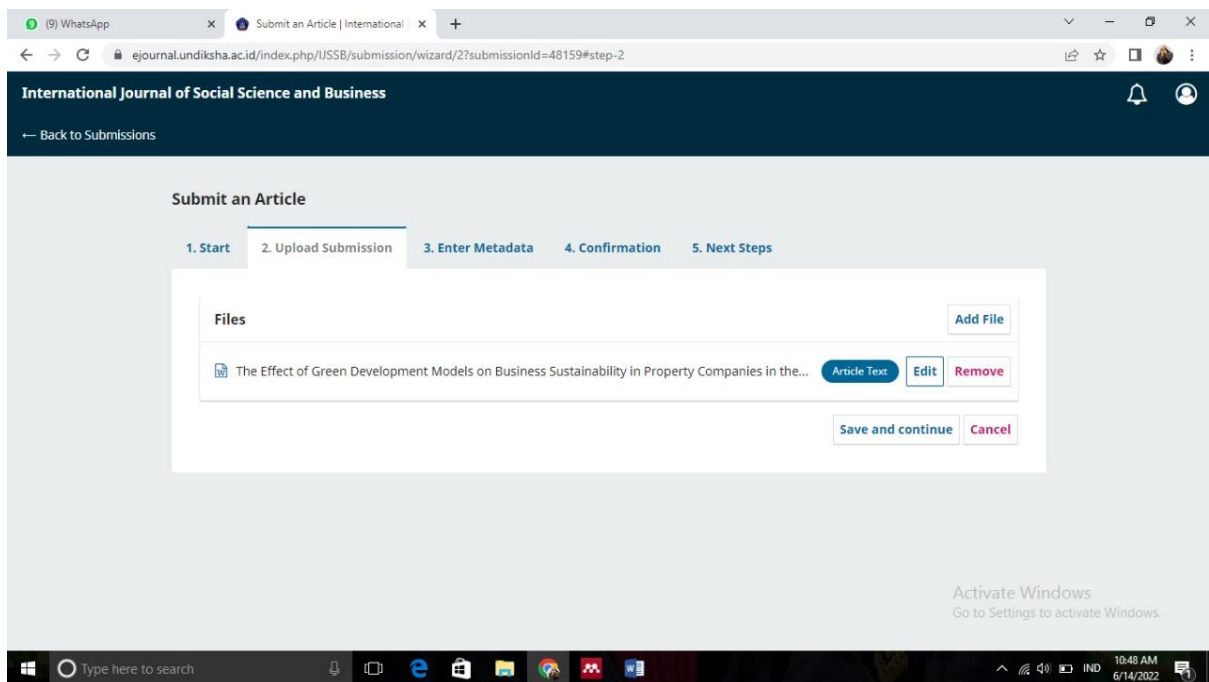 (9) WhatsApp
Submit an Article | International
ejournal.undiksha.ac.id/index.php/IJSSB/submission/wizard/2?submissionId=48159#step-2
International Journal of Social Science and Business
← Back to Submissions
Submit an Article
1. Start 2. Upload Submission 3. Enter Metadata 4. Confirmation 5. Next Steps
Files Add File
The Effect of Green Development Models on Business Sustainability in Property Companies in the... Article Text Edit Remove
Save and continue Cancel
Activate Windows
Go to Settings to activate Windows.
Type here to search IND 10:48 AM
6/14/2022